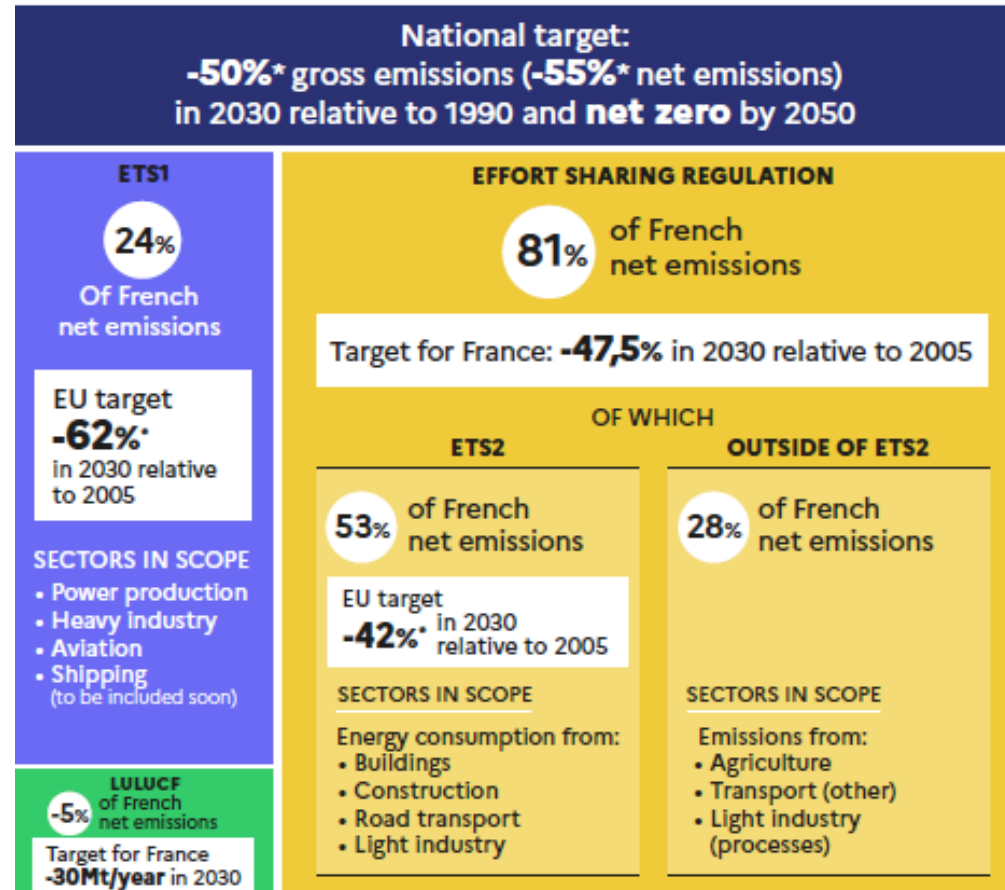 National target:
-50%* gross emissions (-55%* net emissions)
in 2030 relative to 1990 and net zero by 2050
ETS1
24%
Of French
net emissions
EU target
-62%*
in 2030 relative
to 2005
SECTORS IN SCOPE
• Power production
• Heavy industry
• Aviation
• Shipping
(to be included soon)
LULUCF
-5% of French
net emissions
Target for France
-30Mt/year in 2030
EFFORT SHARING REGULATION
81% of French
net emissions
Target for France: -47,5% in 2030 relative to 2005
OF WHICH
ETS2
53% of French
net emissions
EU target
-42%* in 2030
relative to 2005
SECTORS IN SCOPE
Energy consumption from:
• Buildings
• Construction
• Road transport
• Light industry
OUTSIDE OF ETS2
28% of French
net emissions
SECTORS IN SCOPE
Emissions from:
• Agriculture
• Transport (other)
• Light industry
(processes)